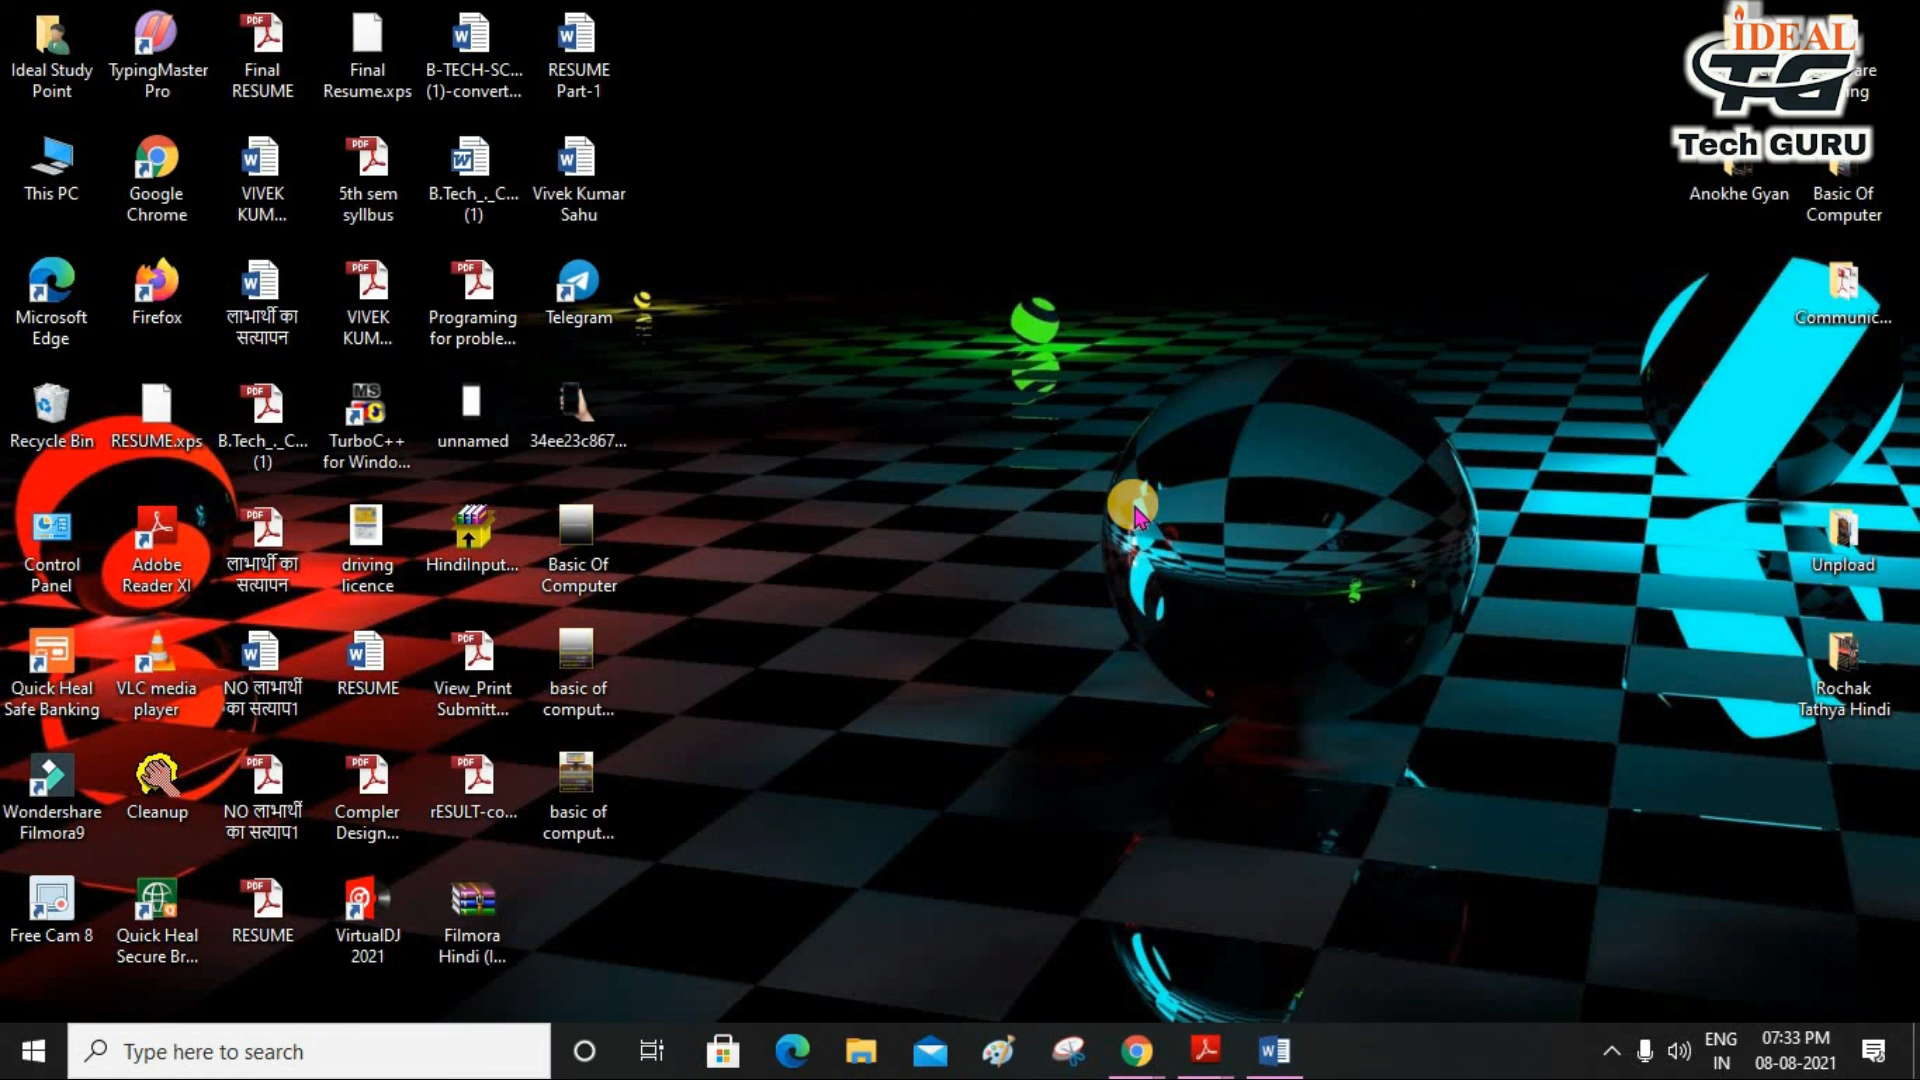 Ideal Study
Point
TypingMaster
Pro
Final
RESUME
Final
Resume.xps
B-TECH-SC...
(1)-convert...
RESUME
Part-1
This PC
Google
Chrome
VIVEK
KUM...
5th sem
syllbus
B.Tech_._C...
(1)
Vivek Kumar
Sahu
Microsoft
Edge
Firefox
लाभार्थी का
सत्यापन
VIVEK
KUM...
Programing
for proble...
Telegram
Recycle Bin
RESUME.xps
B.Tech_._C...
(1)
TurboC++
for Windo...
unnamed
34ee23c867...
Control
Panel
Adobe
Reader XI
लाभार्थी का
सत्यापन
driving
licence
HindiInput...
Basic Of
Computer
Quick Heal
Safe Banking
VLC media
player
NO लाभार्थी
का सत्याप1
RESUME
View_Print
Submitt...
basic of
comput...
Wondershare
Filmora9
Cleanup
NO लाभार्थी
का सत्याप1
Compler
Design...
rESULT-co...
basic of
comput...
Free Cam 8
Quick Heal
Secure Br...
RESUME
VirtualDJ
2021
Filmora
Hindi (I...
IDEAL
TG
Tech GURU
Anokhe Gyan
Basic Of
Computer
Communic...
Unpload
Rochak
Tathya Hindi
Type here to search
ENG
IN
07:33 PM
08-08-2021